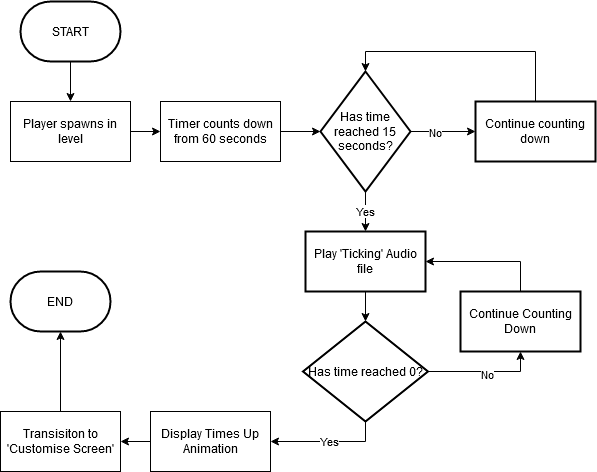 START
Player spawns in
level
Timer counts down
from 60 seconds
Has time
reached 15
seconds?
No
Continue counting
down
Yes
Play 'Ticking' Audio
file
Has time reached 0?
No
Continue Counting
Down
Yes
Display Times Up
Animation
Transisiton to
'Customise Screen'
END